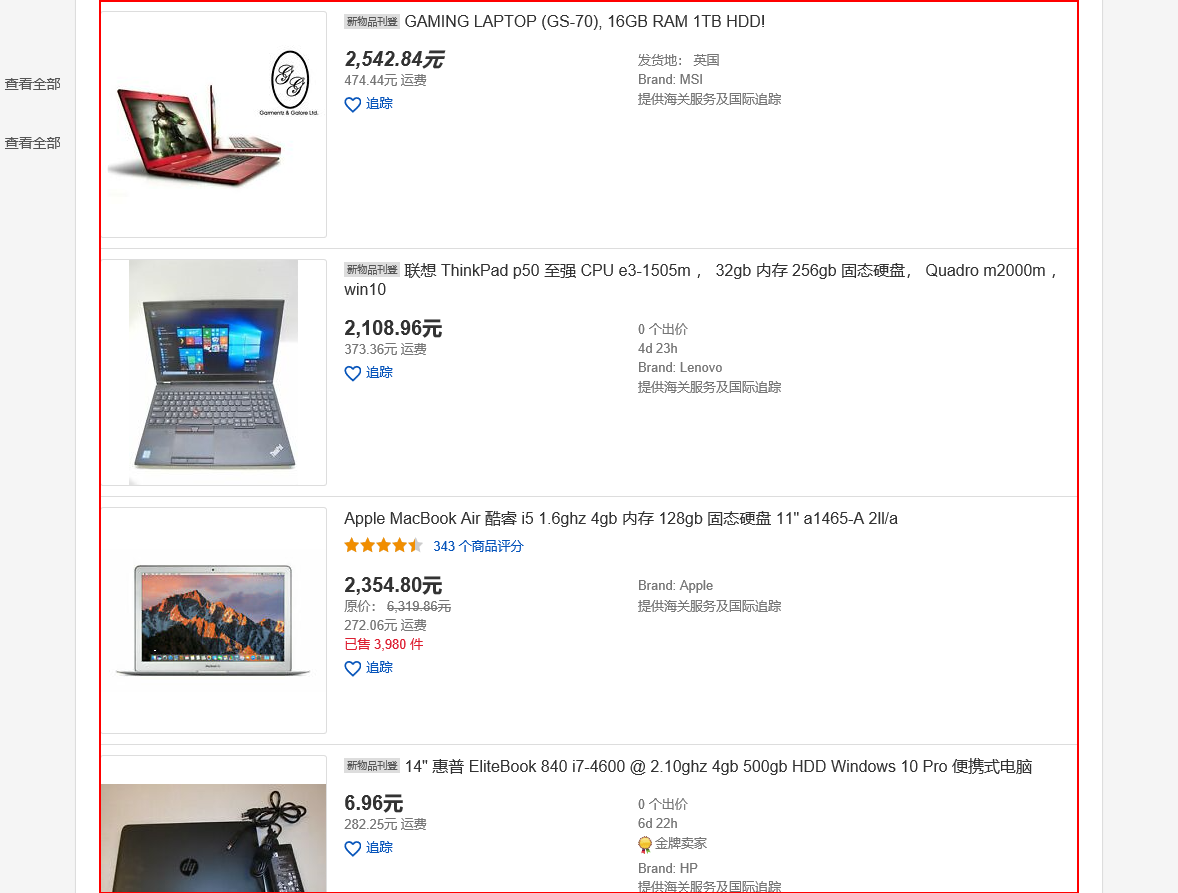 查看全部
查看全部
新物品刊登 GAMING LAPTOP (GS-70), 16GB RAM 1TB HDD!
2,542.84元
474.44元 运费
追踪
发货地： 英国
Brand: MSI
提供海关服务及国际追踪
Garmentz & Galore Ltd.
新物品刊登 联想 ThinkPad p50 至强 CPU e3-1505m， 32gb 内存 256gb 固态硬盘， Quadro m2000m，
win10
2,108.96元
373.36元 运费
追踪
0 个出价
4d 23h
Brand: Lenovo
提供海关服务及国际追踪
ThinkPad
Apple MacBook Air 酷睿 i5 1.6ghz 4gb 内存 128gb 固态硬盘 11" a1465-A 2ll/a
343 个商品评分
2,354.80元
原价： 6,319.86元
272.06元 运费
已售 3,980 件
追踪
Brand: Apple
提供海关服务及国际追踪
新物品刊登 14" 惠普 EliteBook 840 i7-4600 @ 2.10ghz 4gb 500gb HDD Windows 10 Pro 便携式电脑
6.96元
282.25元 运费
追踪
0 个出价
6d 22h
金牌卖家
Brand: HP
提供海关服务及国际追踪
hp